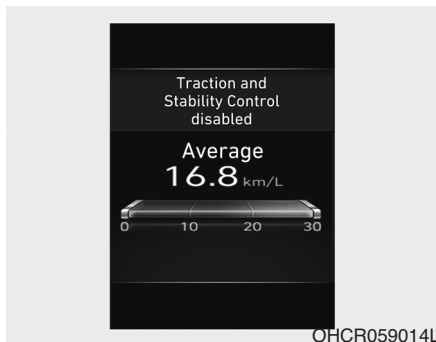 Traction and
Stability Control
disabled
Average
16.8 km/L
0 10 20 30
OHCR059014L